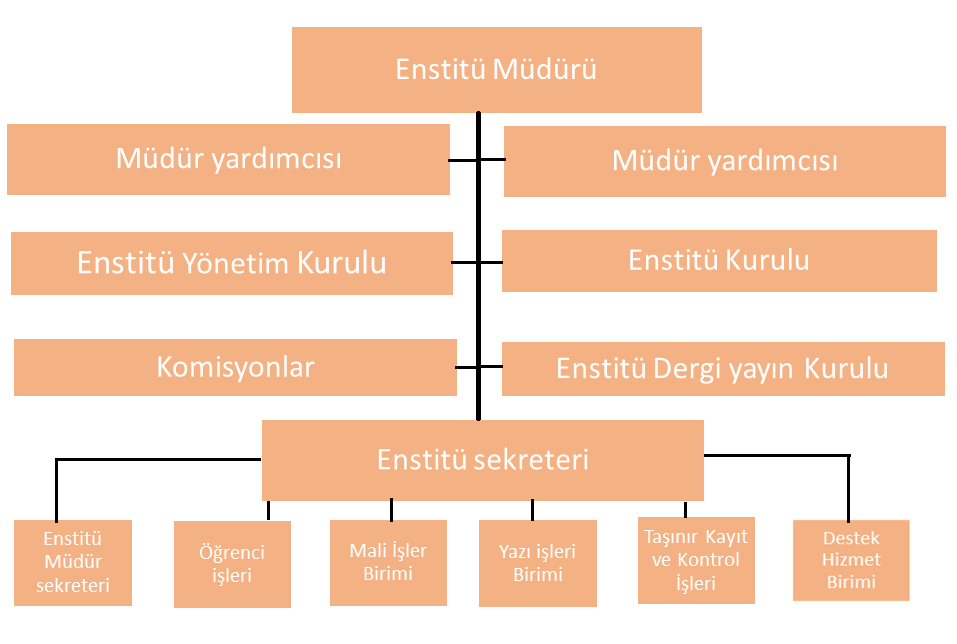 Enstitü Müdürü
Müdür yardımcısı
Müdür yardımcısı
Enstitü Yönetim Kurulu
Enstitü Kurulu
Komisyonlar
Enstitü Dergi yayın Kurulu
Enstitü sekreteri
Enstitü
Müdür
sekreteri
Öğrenci
işleri
Mali İşler
Birimi
Yazı işleri
Birimi
Taşınır Kayıt
ve Kontrol
İşleri
Destek
Hizmet
Birimi